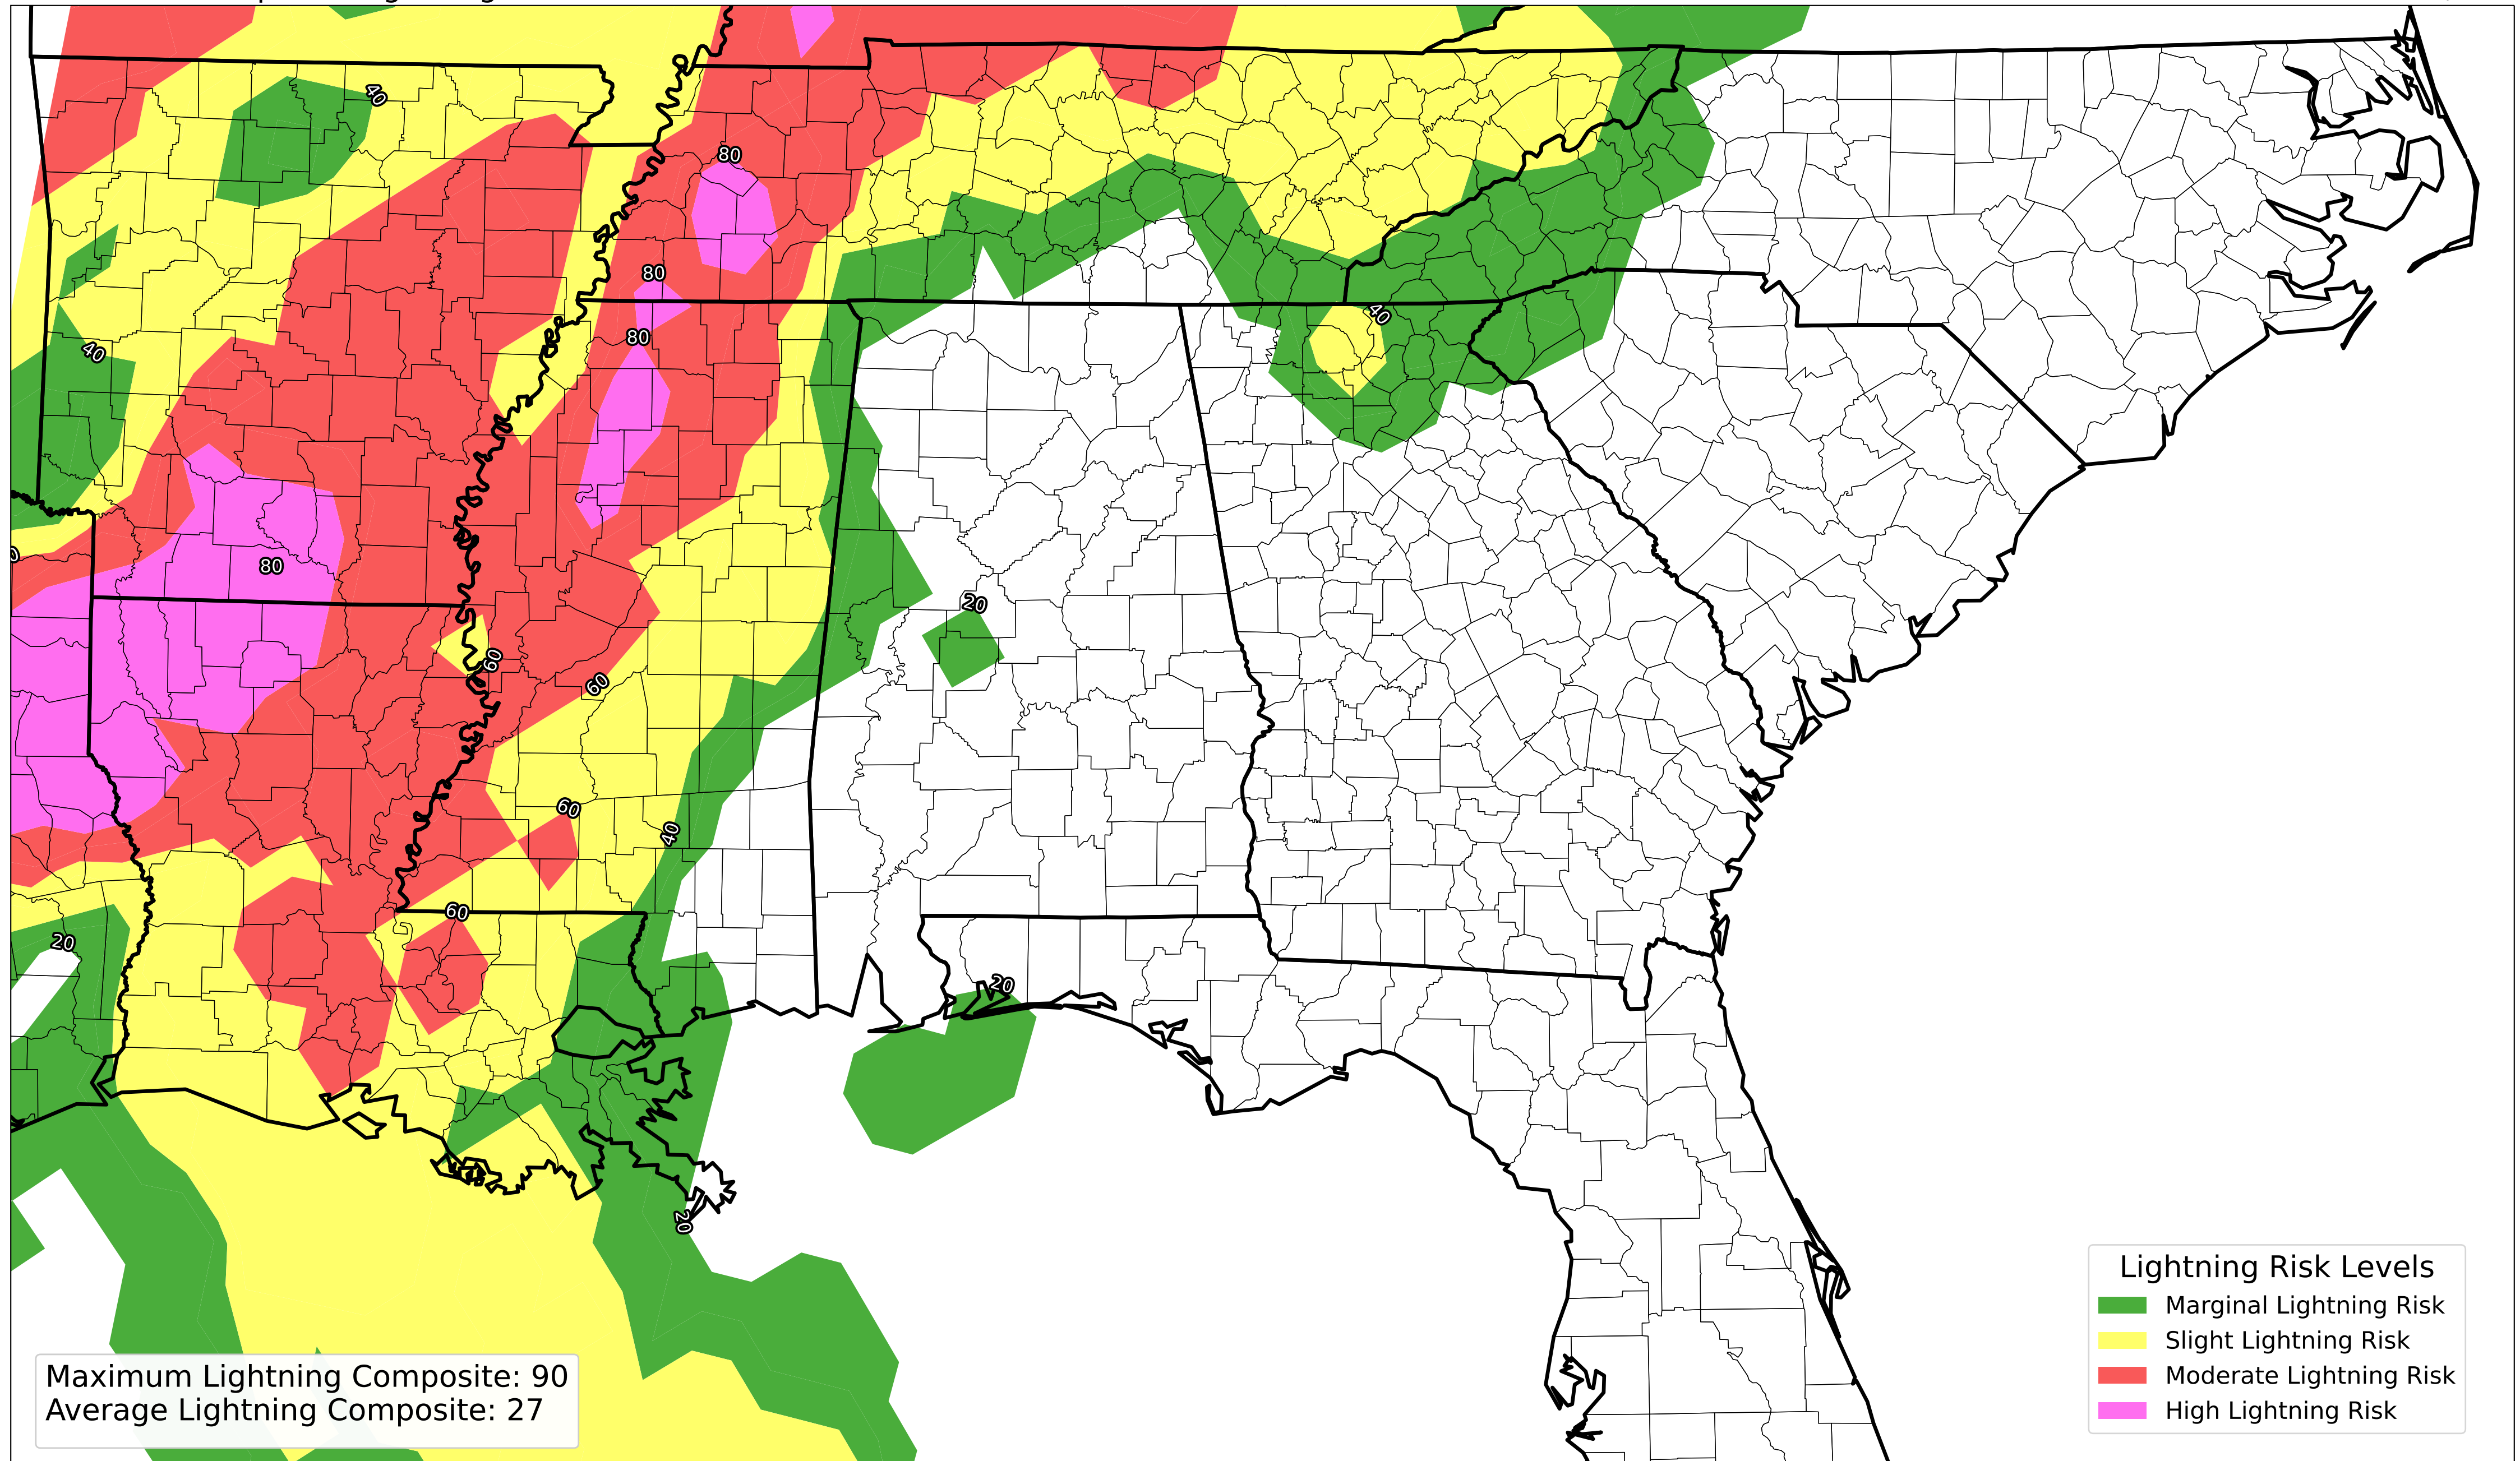 40
80
80
80
40
40
80
20
60
60
60
40
60
20
20
20
Maximum Lightning Composite: 90
Average Lightning Composite: 27
Lightning Risk Levels
Marginal Lightning Risk
Slight Lightning Risk
Moderate Lightning Risk
High Lightning Risk